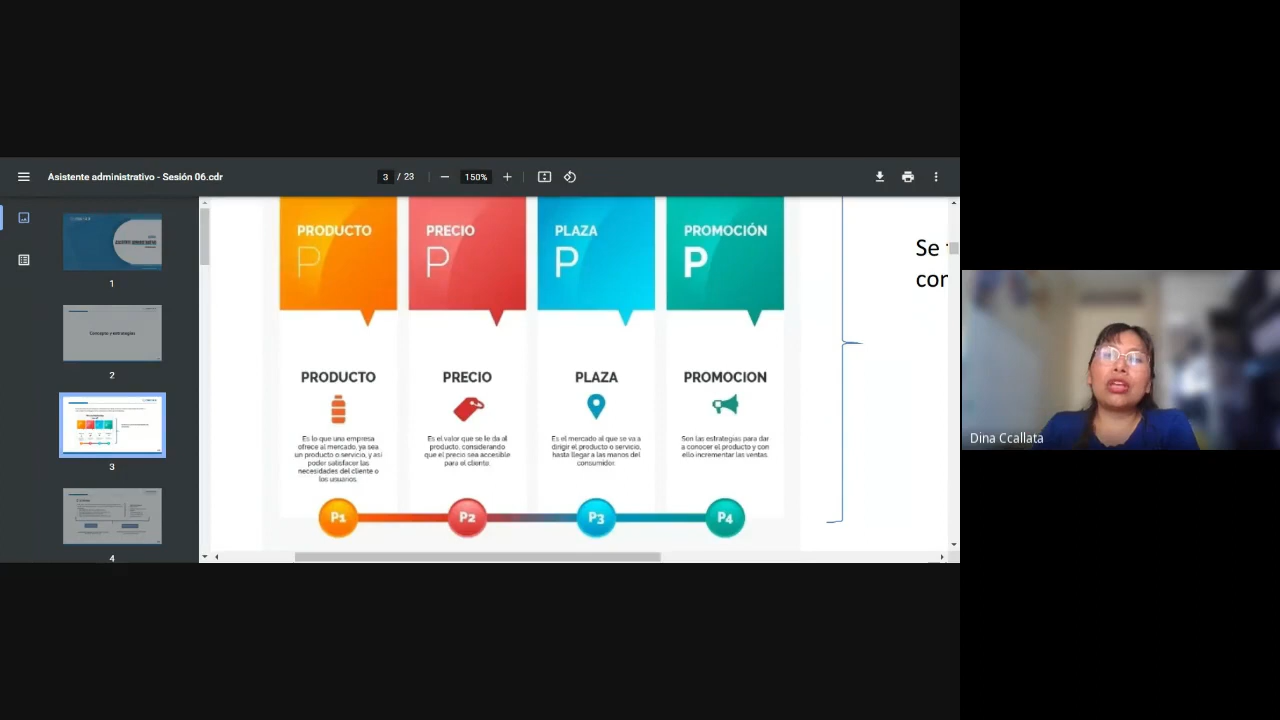 Asistente administrativo - Sesión 06.cdr
3 / 23
150%
1
Conceptos y estrategias
2
3
4
PRODUCTO
P
PRECIO
P
PLAZA
P
PROMOCIÓN
P
PRODUCTO
Es lo que una empresa
ofrece al mercado, ya sea
un producto o servicio, y así
poder satisfacer las
necesidades del cliente o
los usuarios.
PRECIO
Es el valor que se le da al
producto, considerando
que el precio sea accesible
para el cliente.
PLAZA
Es el mercado al que se va a
dirigir el producto o servicio,
hasta llegar a las manos del
consumidor.
PROMOCION
Son las estrategias para dar
a conocer el producto y con
ello incrementar las ventas.
P1
P2
P3
P4
Se
con
Dina Ccallata